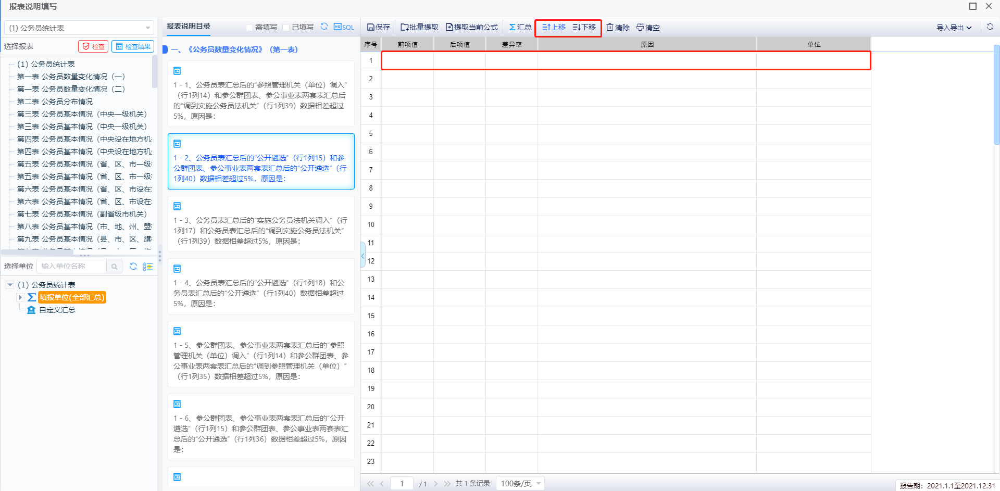 报表说明填写
(1) 公务员统计表
选择报表
检查
检查结果
(1) 公务员统计表
第一表 公务员数量变化情况（一）
第一表 公务员数量变化情况（二）
第二表 公务员分布情况
第三表 公务员基本情况（中央一级机关）
第三表 公务员基本情况（中央一级机关）
第四表 公务员基本情况（中央设在地方机
第四表 公务员基本情况（中央设在地方机
第五表 公务员基本情况（省、区、市一级
第五表 公务员基本情况（省、区、市一级
第六表 公务员基本情况（省、区、市设在
第六表 公务员基本情况（省、区、市设在
第七表 公务员基本情况（副省级市机关）
第八表 公务员基本情况（市、地、州、盟
第九表 公务员基本情况（县、市、区、旗
选择单位
输入单位名称
(1) 公务员统计表
填报单位(全部汇总)
自定义汇总
报表说明目录
需填写
已填写
SQL
一、《公务员数量变化情况》（第一表）
1 - 1、公务员表汇总后的“参照管理机关（单位）调入”
（行1列14）和参公群团表、参公事业表两套表汇总后
的“调到实施公务员法机关”（行1列39）数据相差超过
5%，原因是：
1 - 2、公务员表汇总后的“公开遴选”（行1列15）和参
公群团表、参公事业表两套表汇总后的“公开遴选”（行
1列40）数据相差超过5%，原因是：
1 - 3、公务员表汇总后的“实施公务员法机关调入”（行
1列17）和公务员表汇总后的“调到实施公务员法机关”
（行1列39）数据相差超过5%，原因是：
1 - 4、公务员表汇总后的“公开遴选”（行1列18）和公
务员表汇总后的“公开遴选”（行1列40）数据相差超过
5%，原因是：
1 - 5、参公群团表、参公事业表两套表汇总后的“参照
管理机关（单位）调入”（行1列14）和参公群团表、参
公事业表两套表汇总后的“调到参照管理机关（单位）”
（行1列35）数据相差超过5%，原因是：
1 - 6、参公群团表、参公事业表两套表汇总后的“公开
遴选”（行1列15）和参公群团表、参公事业表两套表汇
总后的“公开遴选”（行1列36）数据相差超过5%，原因
是：
保存
批量提取
提取当前公式
汇总
上移
下移
清除
清空
导入导出
序号 前项值 后项值 差异率 原因 单位
1
2
3
4
5
6
7
8
9
10
11
12
13
14
15
16
17
18
19
20
21
22
23
1 / 1 共 1 条记录 100条/页
报告期：2021.1.1至2021.12.31